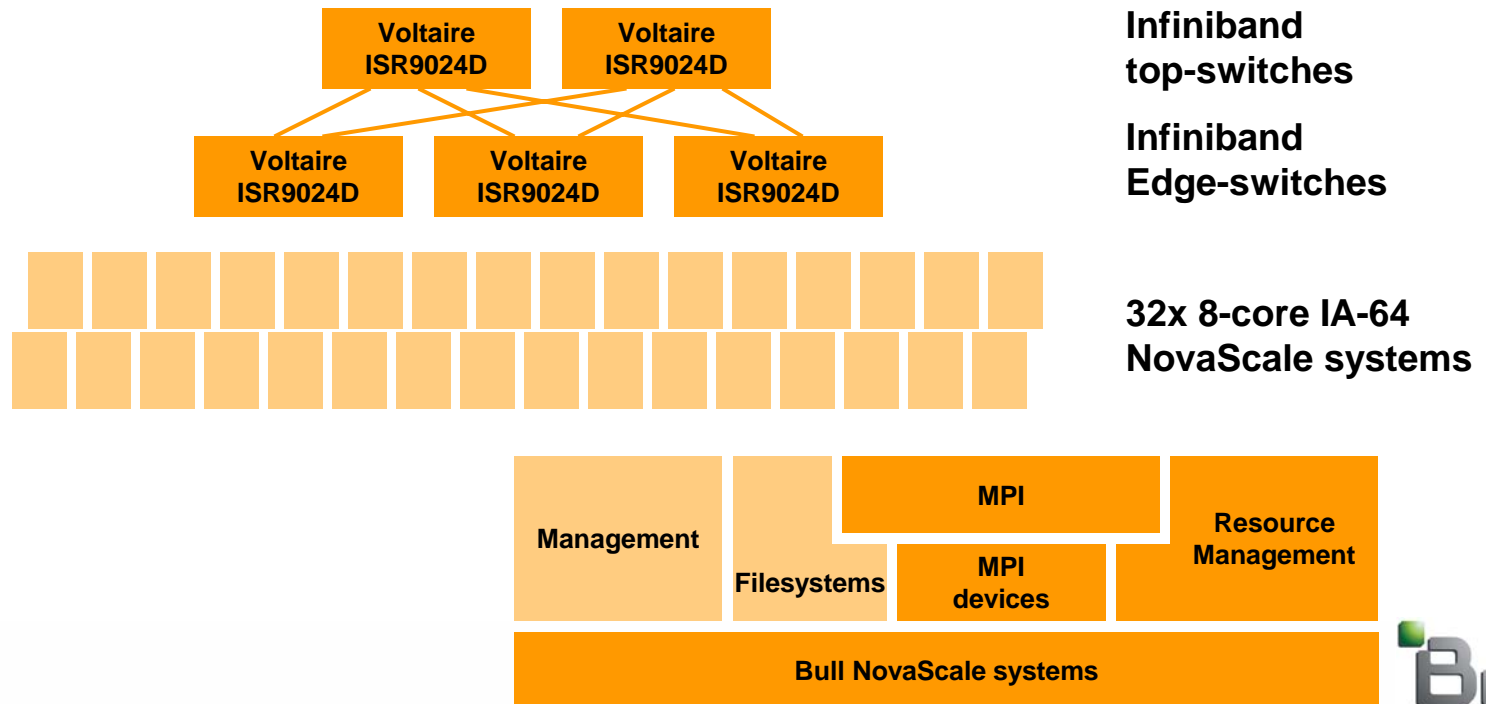 Voltaire
ISR9024D
Voltaire
ISR9024D
Infiniband
top-switches
Voltaire
ISR9024D
Voltaire
ISR9024D
Voltaire
ISR9024D
Infiniband
Edge-switches
32x 8-core IA-64
NovaScale systems
Management
Filesystems
MPI
MPI
devices
Resource
Management
Bull NovaScale systems